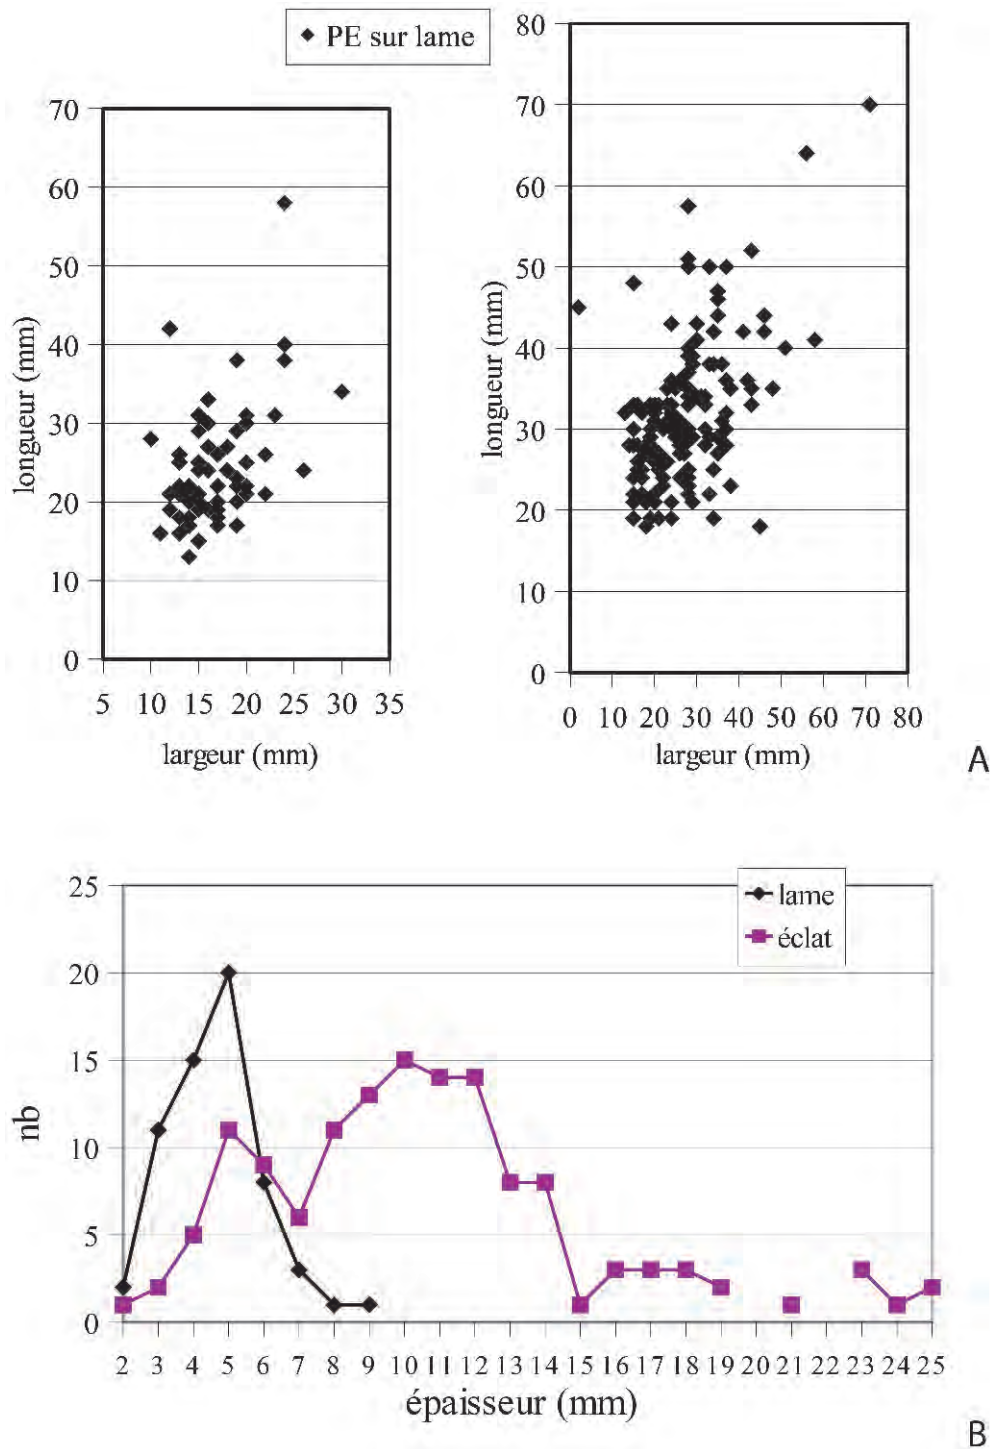 PE sur lame
70
60
50
40
30
20
10
0
longueur (mm)
5 10 15 20 25 30 35
largeur (mm)
80
70
60
50
40
30
20
10
0
longueur (mm)
0 10 20 30 40 50 60 70 80
largeur (mm)
A
lame
éclat
25
20
15
10
5
0
nb
2 3 4 5 6 7 8 9 10 11 12 13 14 15 16 17 18 19 20 21 22 23 24 25
épaisseur (mm)
B